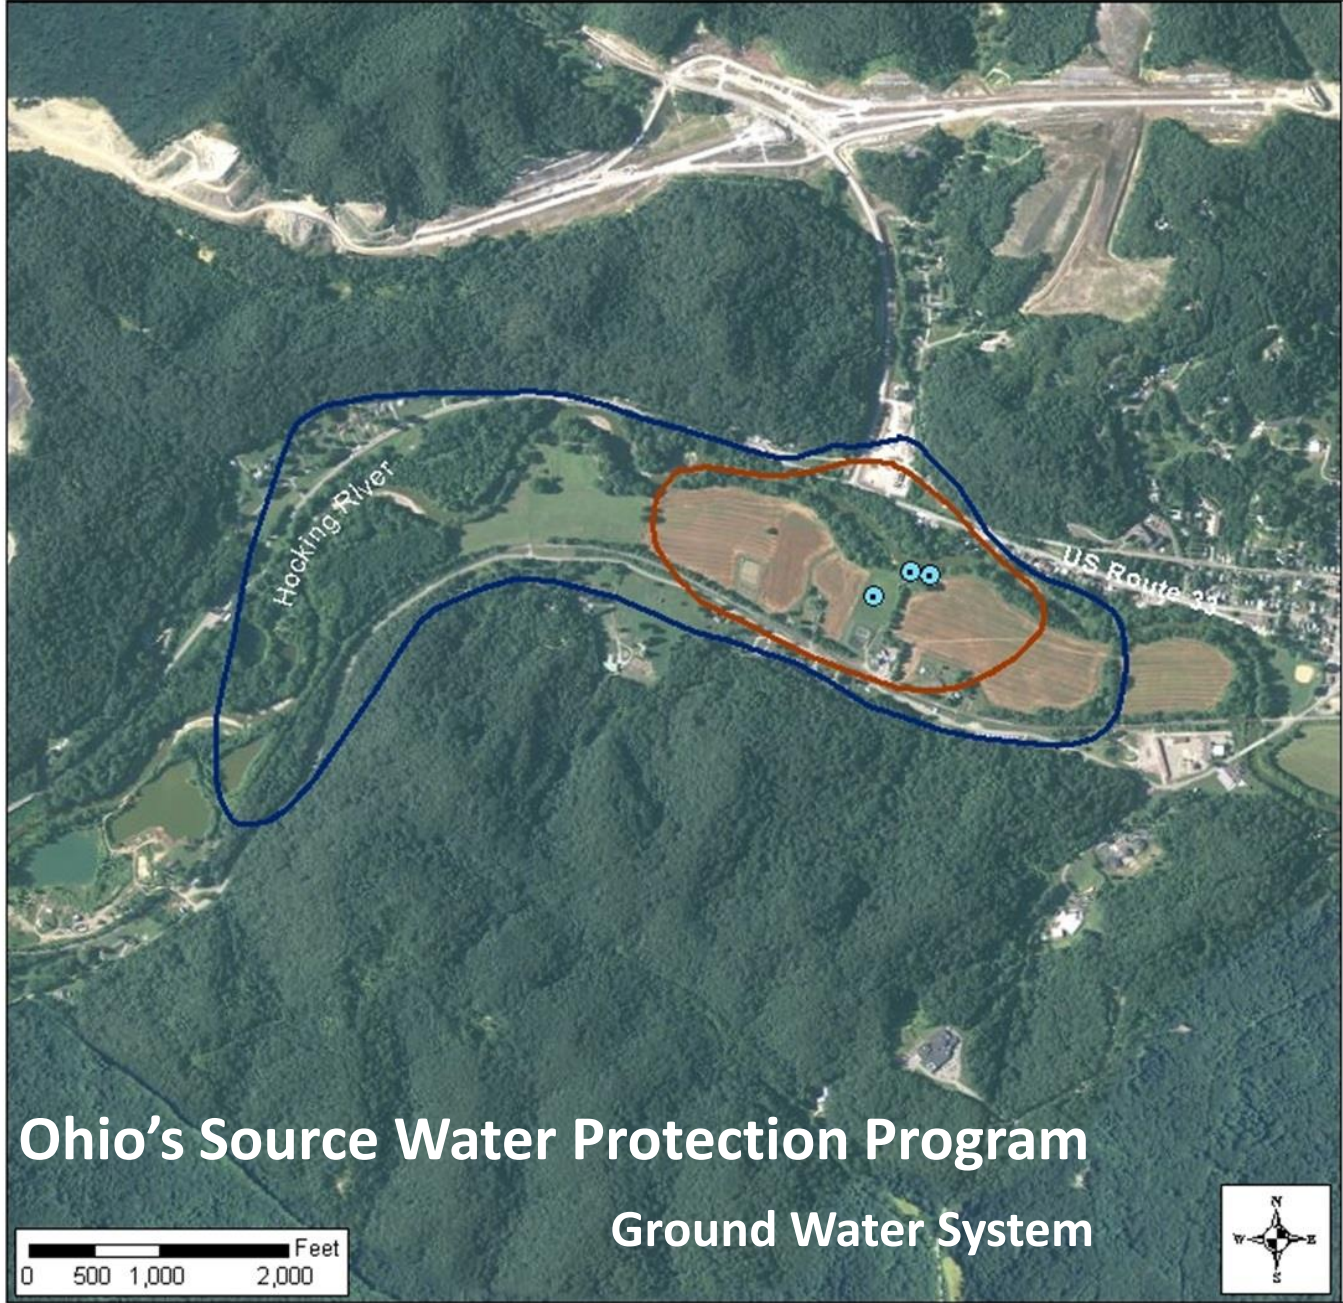 Hocking River
US Route 33
Ohio's Source Water Protection Program
Ground Water System
Feet
0 500 1,000 2,000
N
W E
S